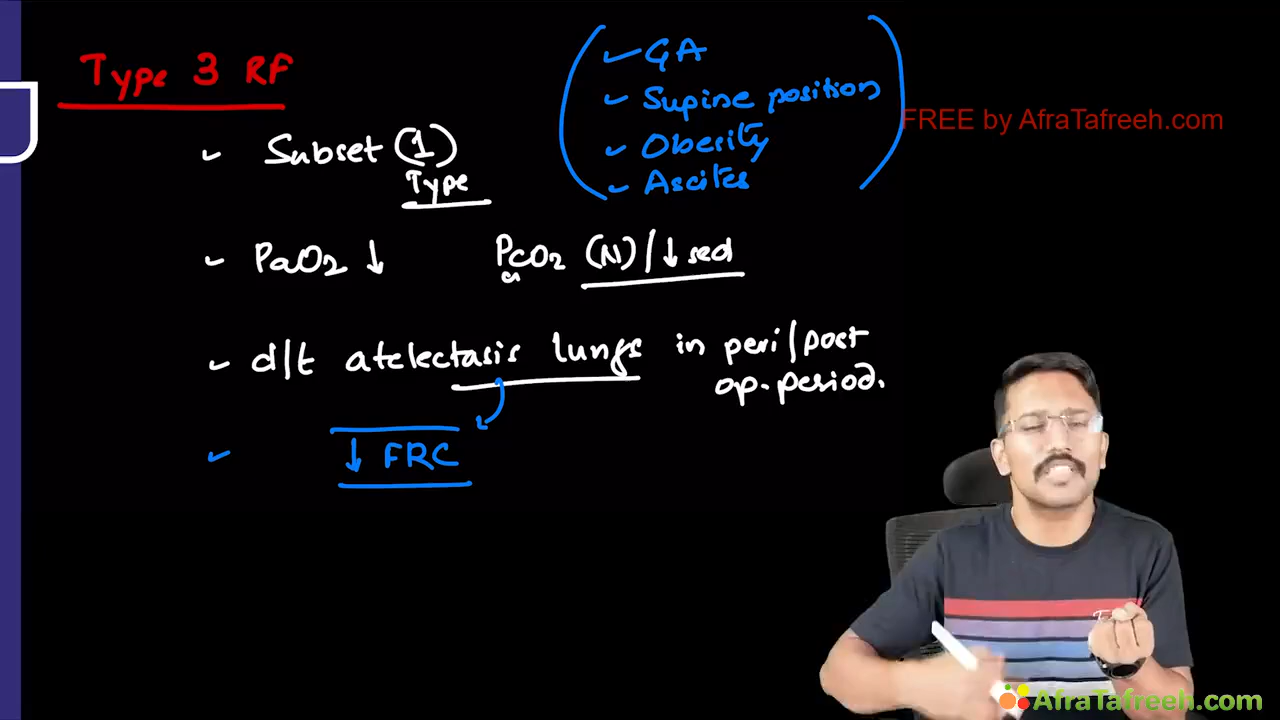 Type 3 RF
✓ GA
✓ Supine position
✓ Obesity
✓ Ascites
FREE by AfraTafreeh.com
✓ Subset (1)
Type
✓ PaO2 ↓ PaCO2 (N)/↓sed
✓ d/t atelectasis lungs in peri/post
op. period.
✓ ↓ FRC
AfraTafreeh.com